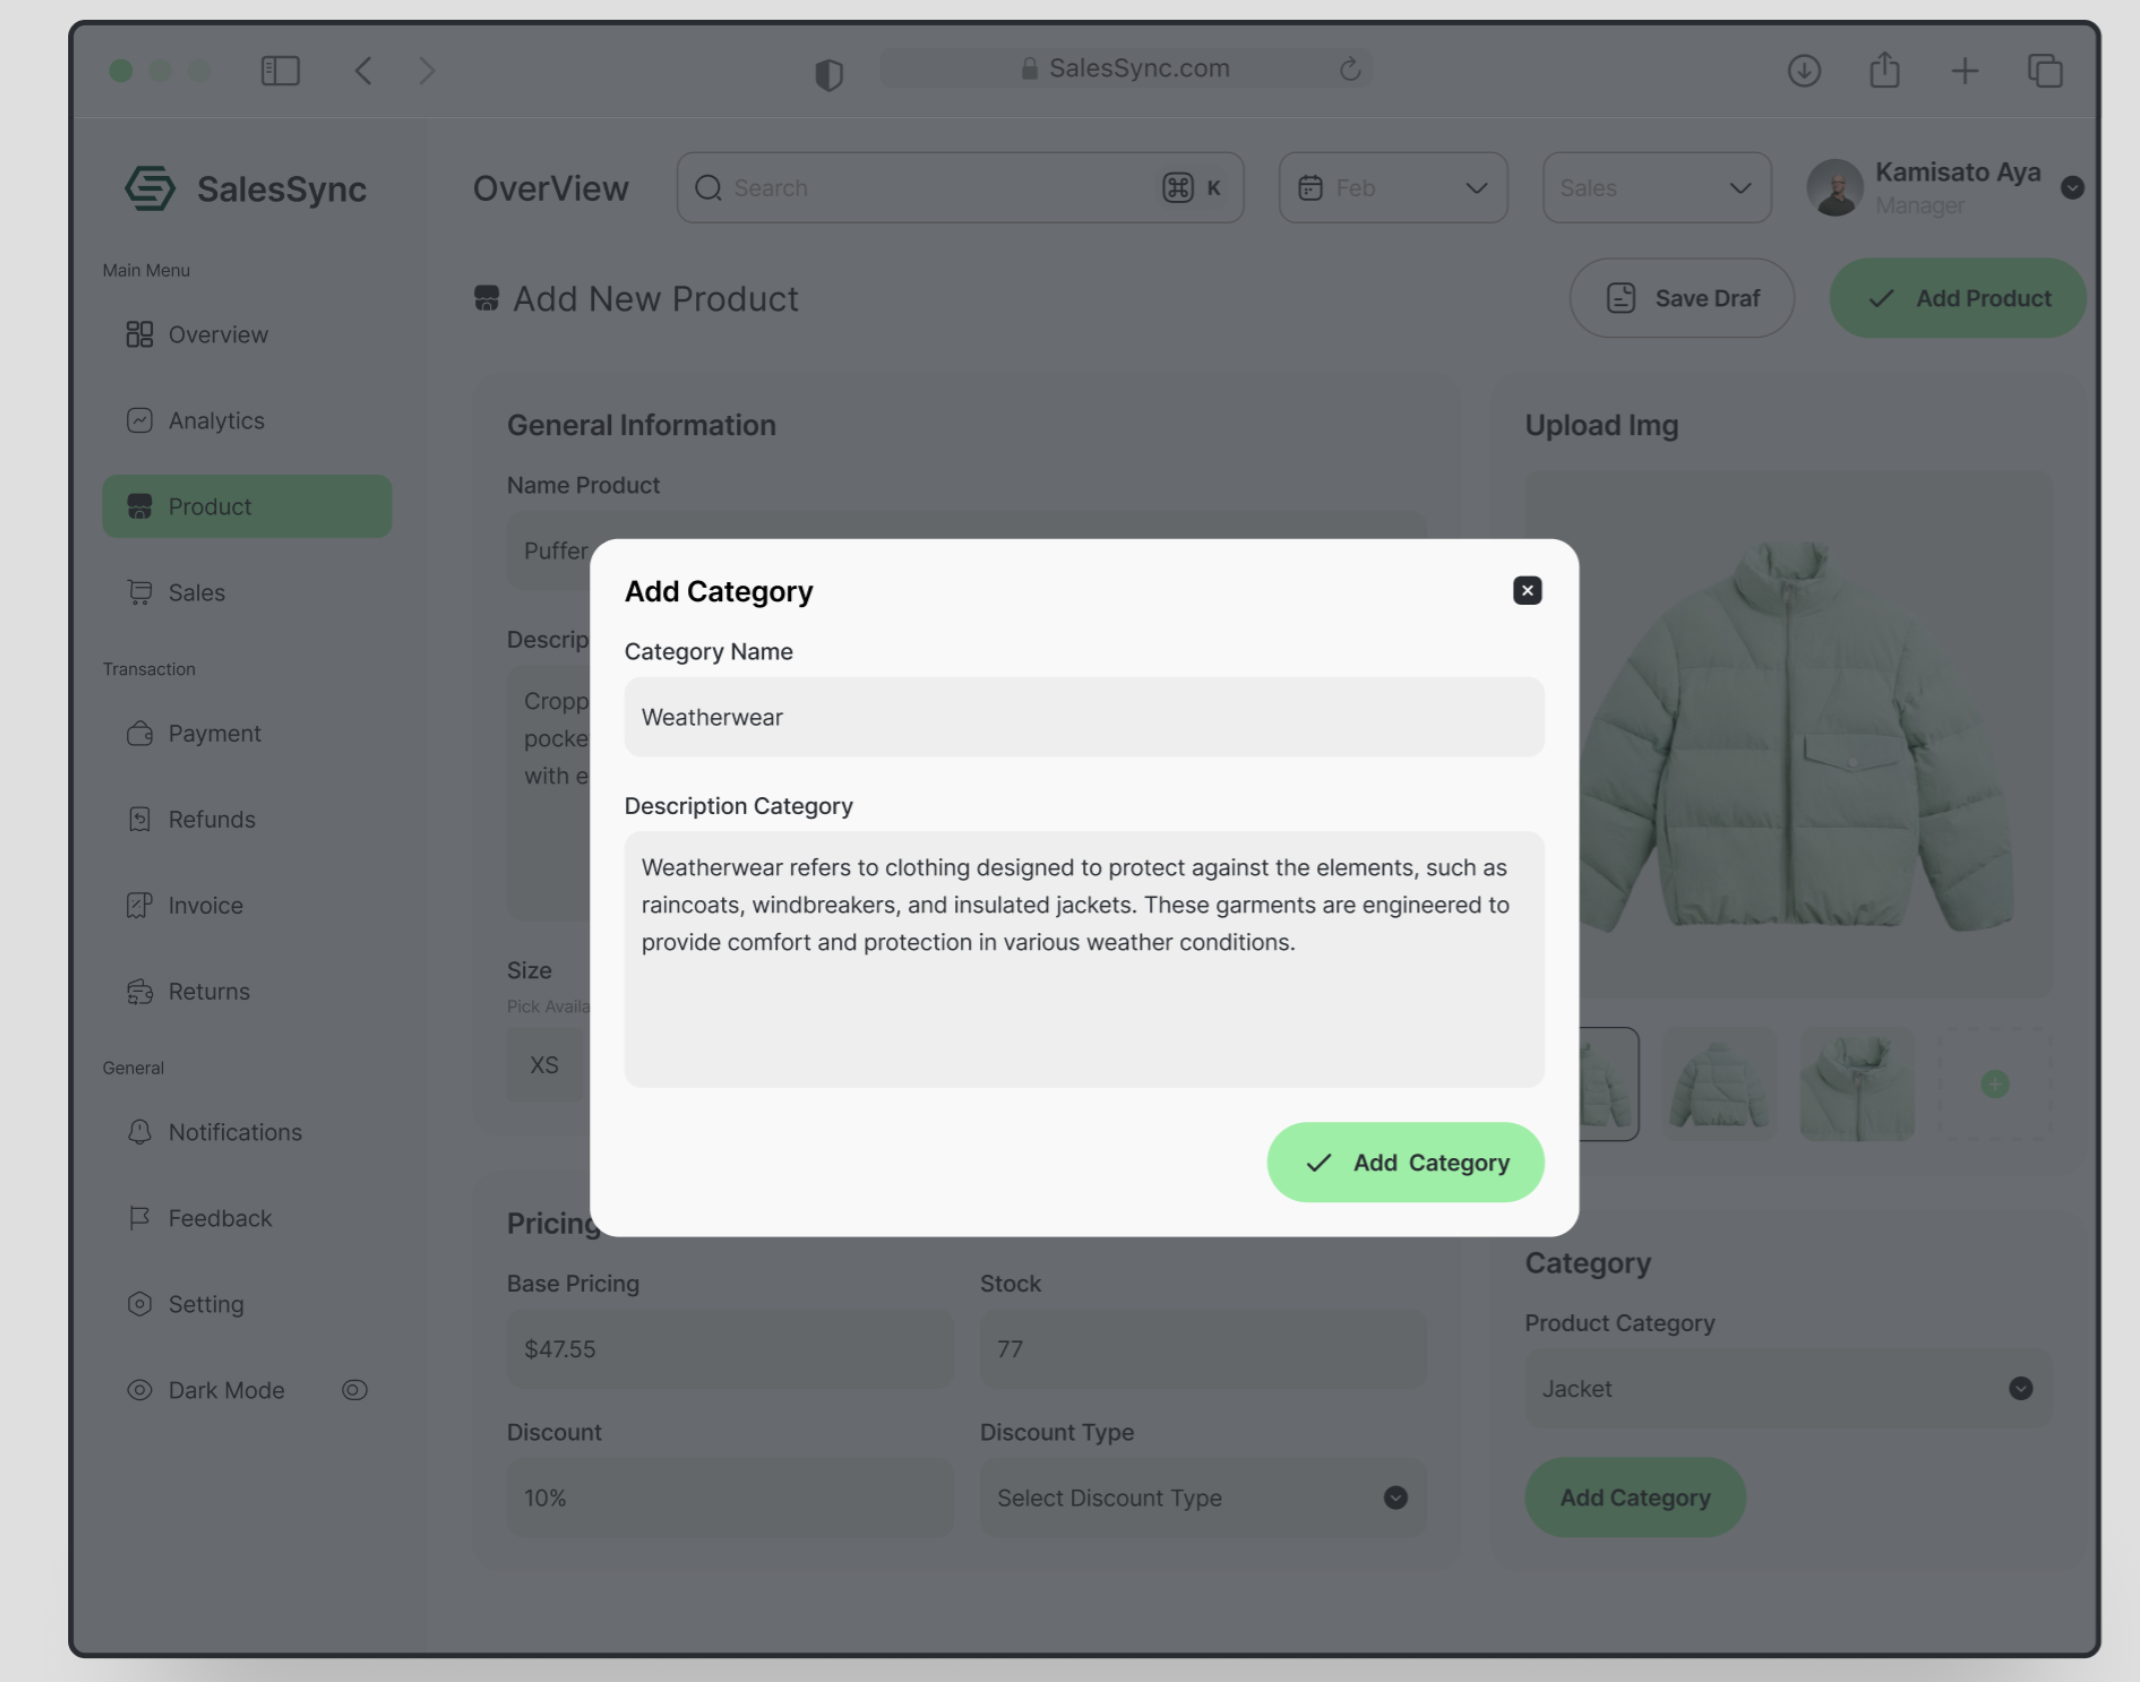 SalesSync.com
SalesSync
OverView
Search
K
Feb
Sales
Kamisato Aya
Manager
Main Menu
Overview
Analytics
Product
Sales
Transaction
Payment
Refunds
Invoice
Returns
General
Notifications
Feedback
Setting
Dark Mode
Add New Product
Save Draf
Add Product
General Information
Name Product
Puffer
Descrip
Cropp
pocke
with e
Size
Pick Availa
XS
Upload Img
Add Category
Category Name
Weatherwear
Description Category
Weatherwear refers to clothing designed to protect against the elements, such as
raincoats, windbreakers, and insulated jackets. These garments are engineered to
provide comfort and protection in various weather conditions.
Add Category
Pricing
Base Pricing
$47.55
Stock
77
Discount
10%
Discount Type
Select Discount Type
Category
Product Category
Jacket
Add Category